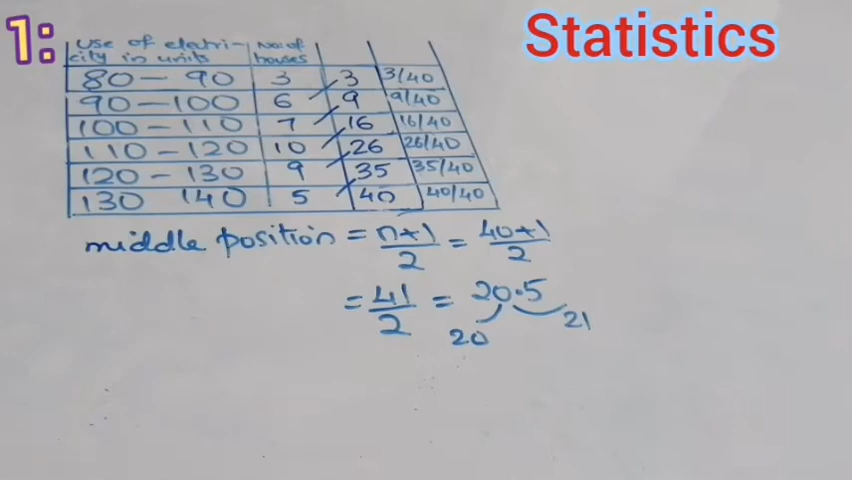 1:
Statistics
use of eletri- No: of
city in units houses
80 — 90 3 3 3/40
90 — 100 6 9 9/40
100 — 110 7 16 16/40
110 — 120 10 26 26/40
120 — 130 9 35 35/40
130 140 5 40 40/40
middle position = n+1/2 = 40+1/2
= 41/2 = 20.5
20 21